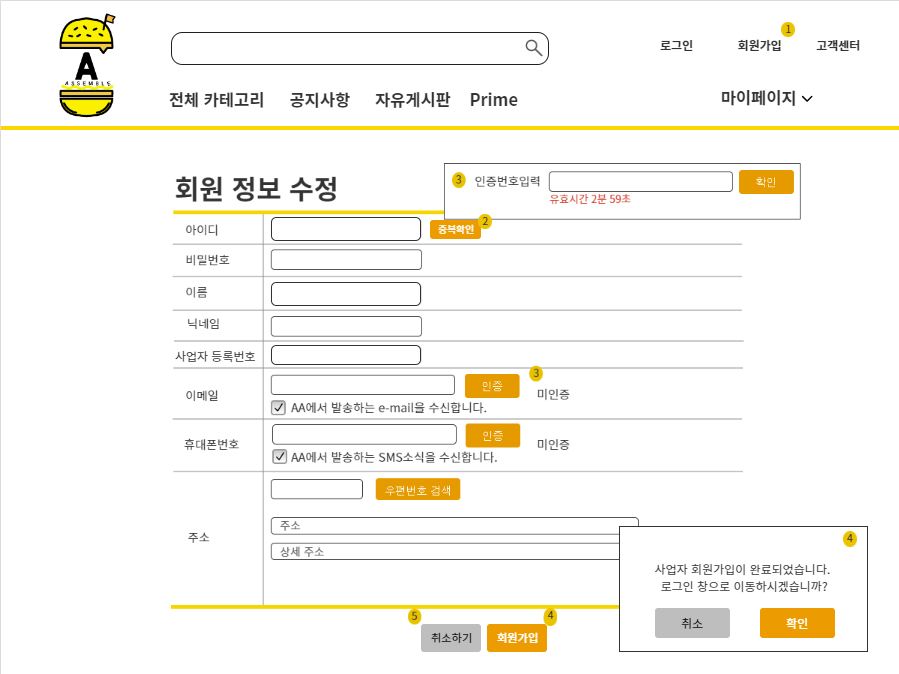 A
ASSEMBLE
로그인
회원가입
1
고객센터
전체 카테고리
공지사항
자유게시판
Prime
마이페이지
회원 정보 수정
3
인증번호입력
확인
유효시간 2분 59초
아이디
중복확인
2
비밀번호
이름
닉네임
사업자 등록번호
이메일
인증
3
미인증
AA에서 발송하는 e-mail을 수신합니다.
휴대폰번호
인증
미인증
AA에서 발송하는 SMS소식을 수신합니다.
우편번호 검색
주소
주소
상세 주소
4
사업자 회원가입이 완료되었습니다.
로그인 창으로 이동하시겠습니까?
취소
확인
5
취소하기
4
회원가입